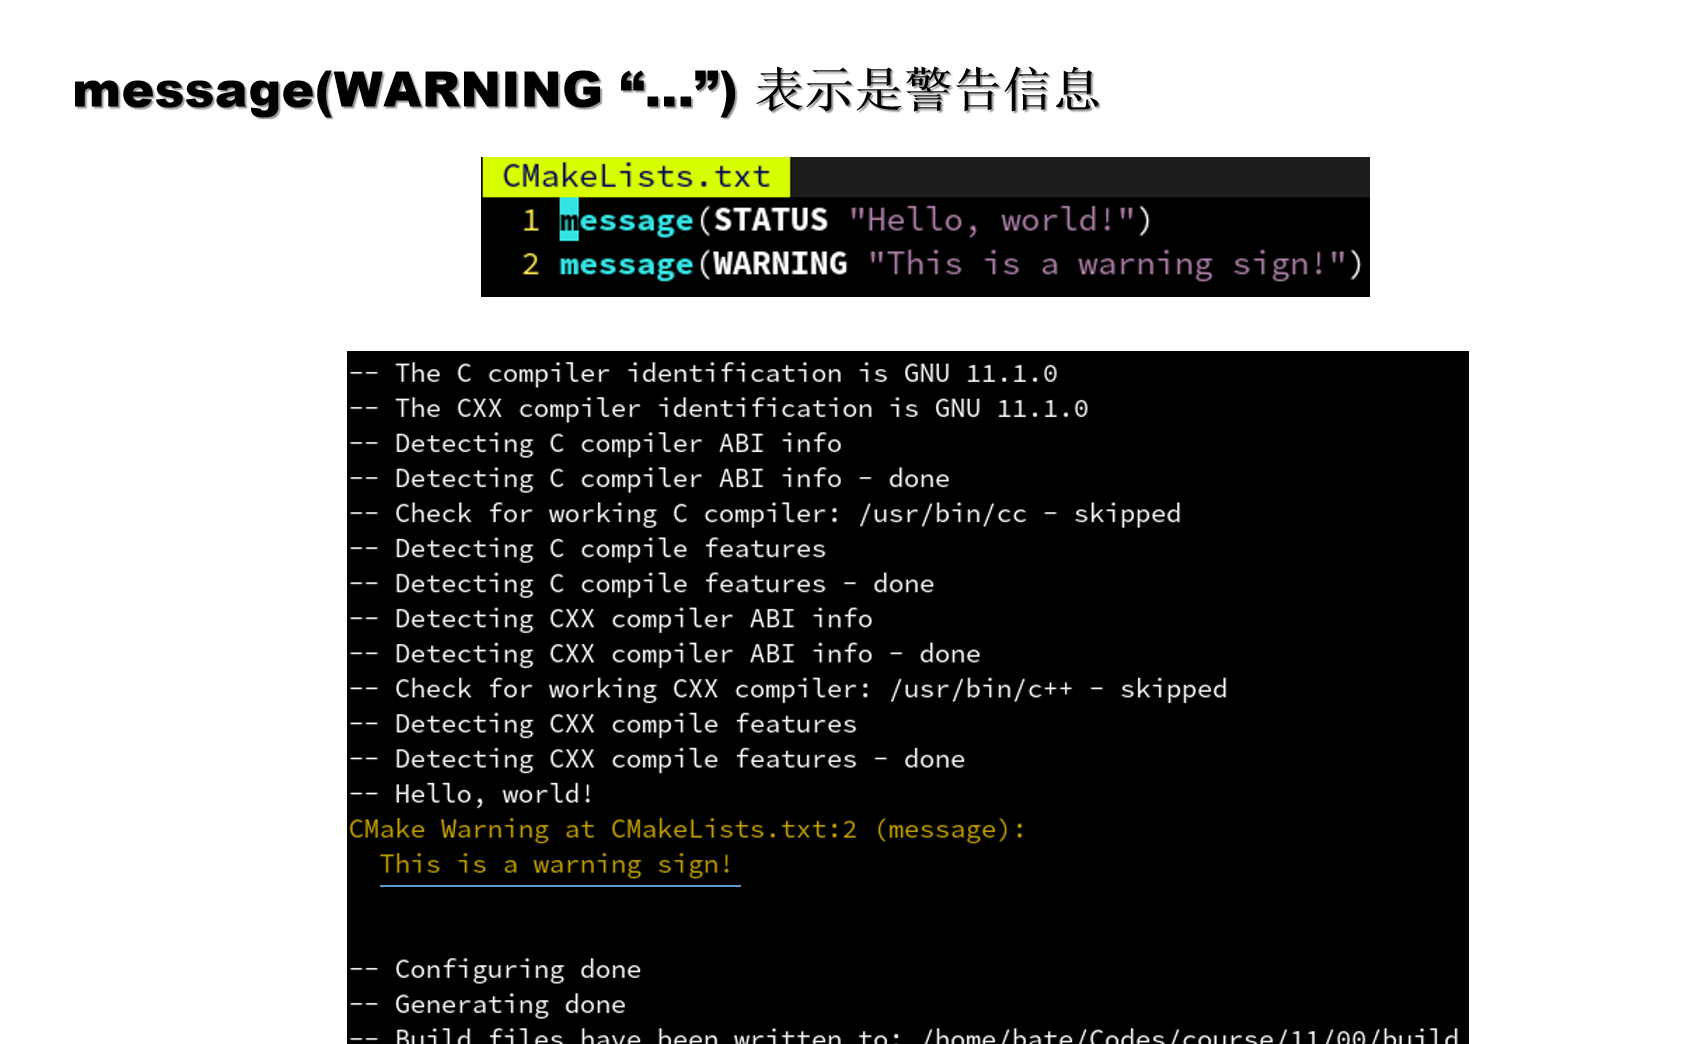 message(WARNING “...”) 表示是警告信息
CMakeLists.txt
1 message(STATUS "Hello, world!")
2 message(WARNING "This is a warning sign!")
-- The C compiler identification is GNU 11.1.0
-- The CXX compiler identification is GNU 11.1.0
-- Detecting C compiler ABI info
-- Detecting C compiler ABI info - done
-- Check for working C compiler: /usr/bin/cc - skipped
-- Detecting C compile features
-- Detecting C compile features - done
-- Detecting CXX compiler ABI info
-- Detecting CXX compiler ABI info - done
-- Check for working CXX compiler: /usr/bin/c++ - skipped
-- Detecting CXX compile features
-- Detecting CXX compile features - done
-- Hello, world!
CMake Warning at CMakeLists.txt:2 (message):
This is a warning sign!
-- Configuring done
-- Generating done
-- Build files have been written to: /home/bate/Codes/course/11/00/build